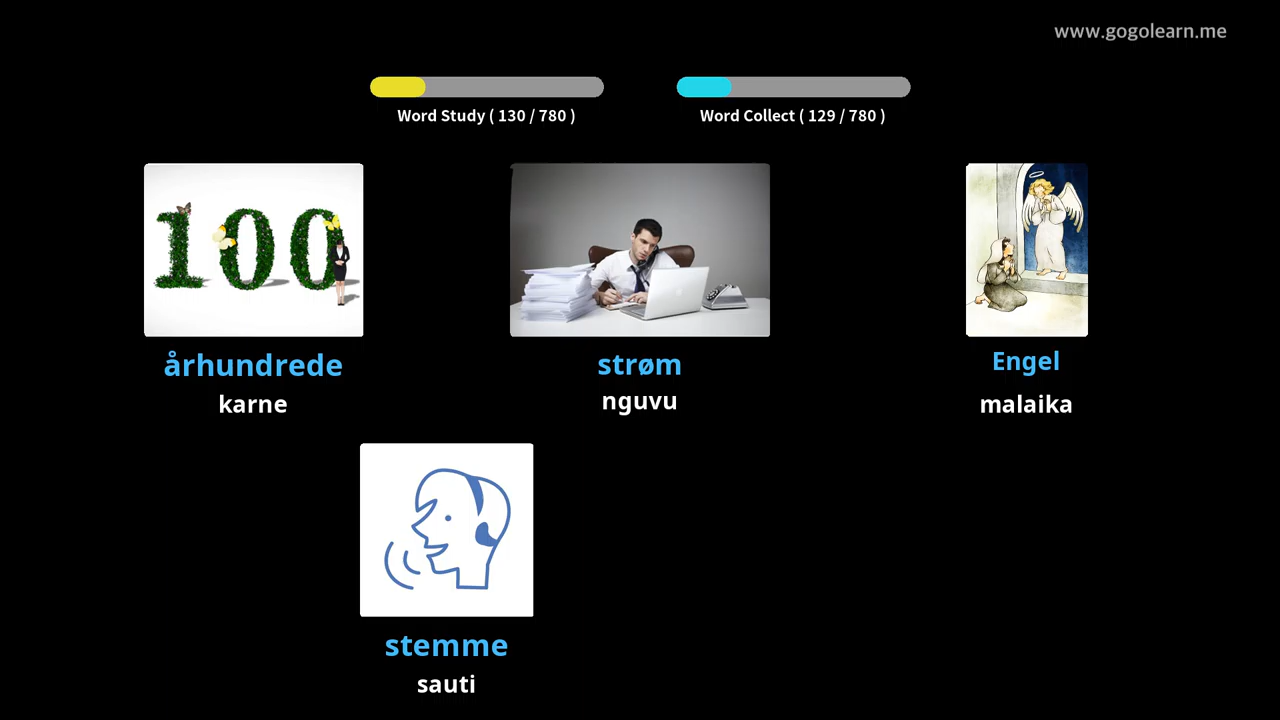 www.gogolearn.me
Word Study ( 130 / 780 )
Word Collect ( 129 / 780 )
100
århundrede
karne
strøm
nguvu
Engel
malaika
stemme
sauti